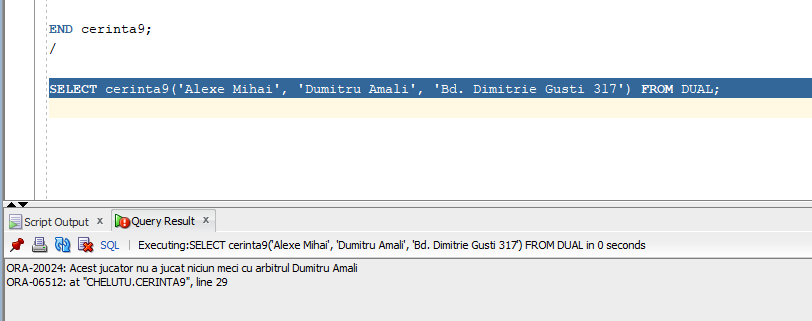 END cerinta9;
/
SELECT cerinta9('Alexe Mihai', 'Dumitru Amali', 'Bd. Dimitrie Gusti 317') FROM DUAL;
Script Output x Query Result x
SQL | Executing:SELECT cerinta9('Alexe Mihai', 'Dumitru Amali', 'Bd. Dimitrie Gusti 317') FROM DUAL in 0 seconds
ORA-20024: Acest jucator nu a jucat niciun meci cu arbitrul Dumitru Amali
ORA-06512: at "CHELUTU.CERINTA9", line 29